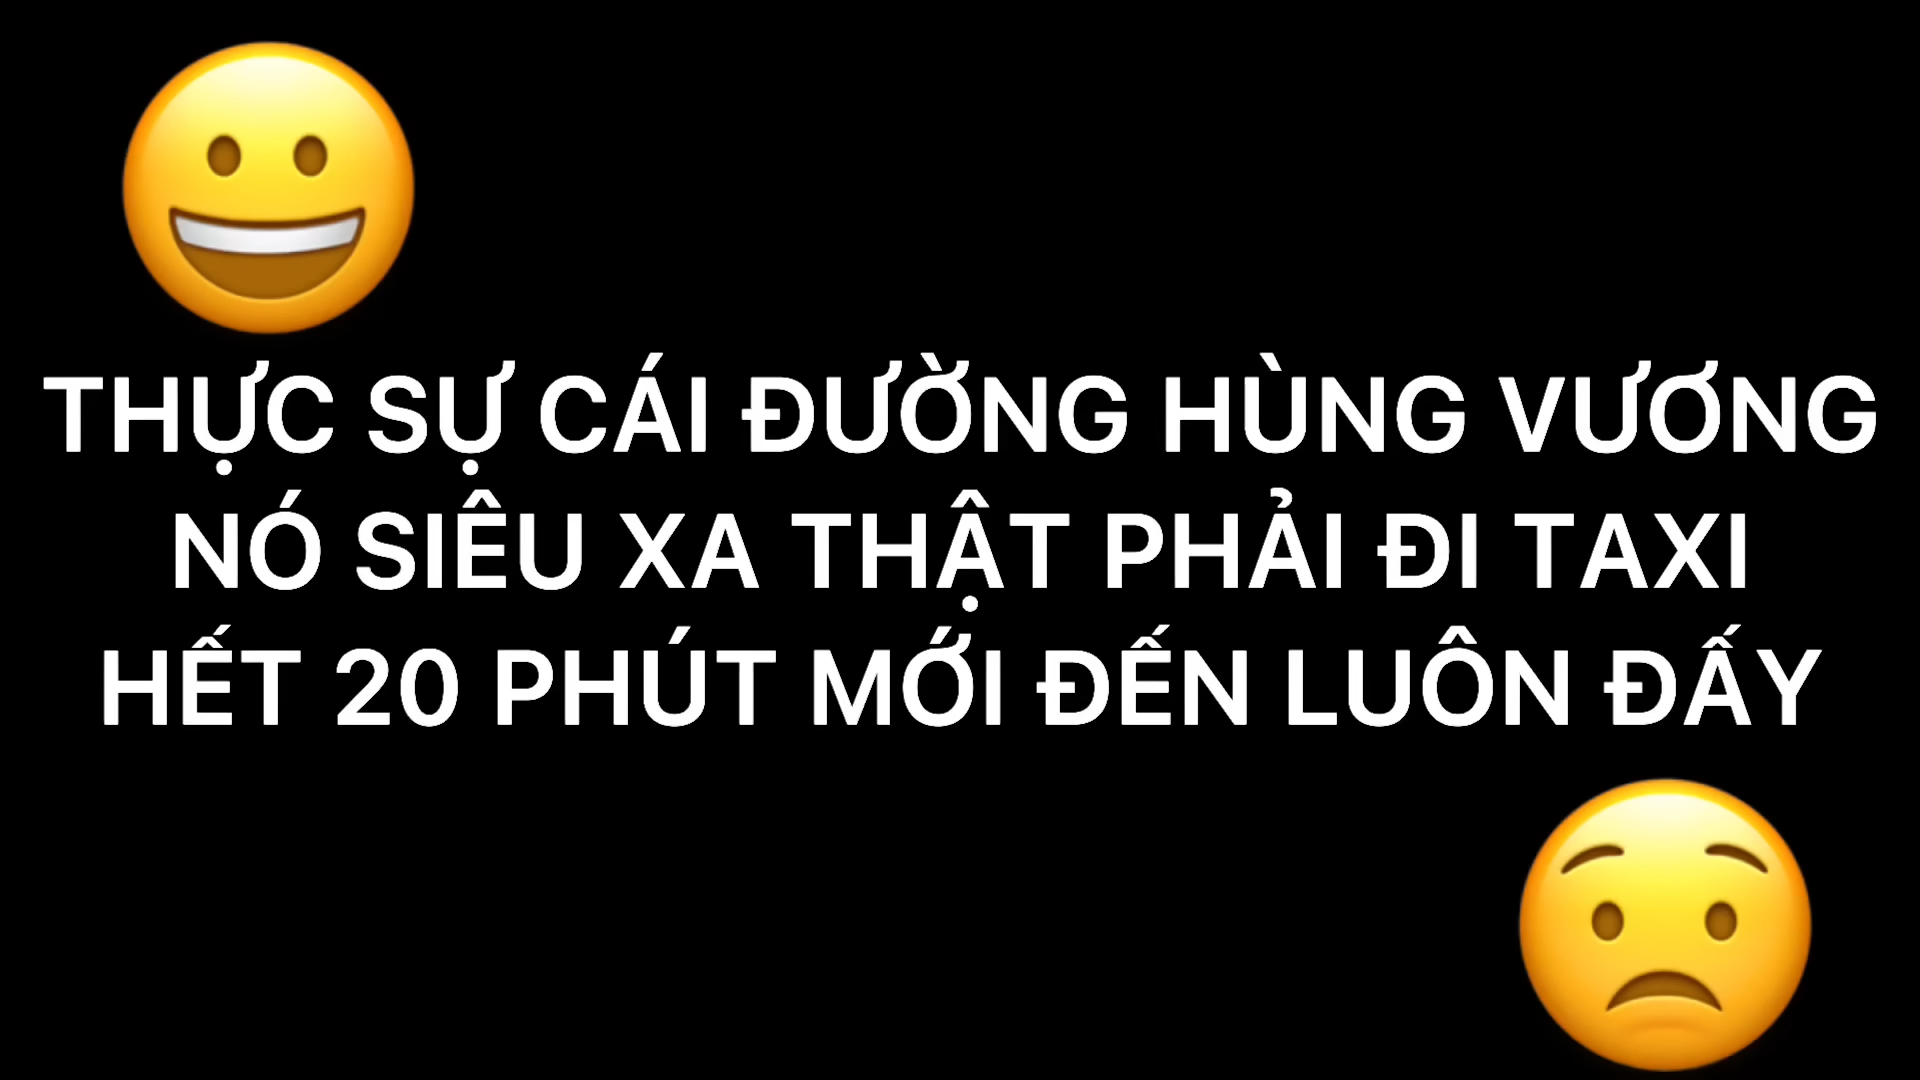 THỰC SỰ CÁI ĐƯỜNG HÙNG VƯƠNG
NÓ SIÊU XA THẬT PHẢI ĐI TAXI
HẾT 20 PHÚT MỚI ĐẾN LUÔN ĐẤY